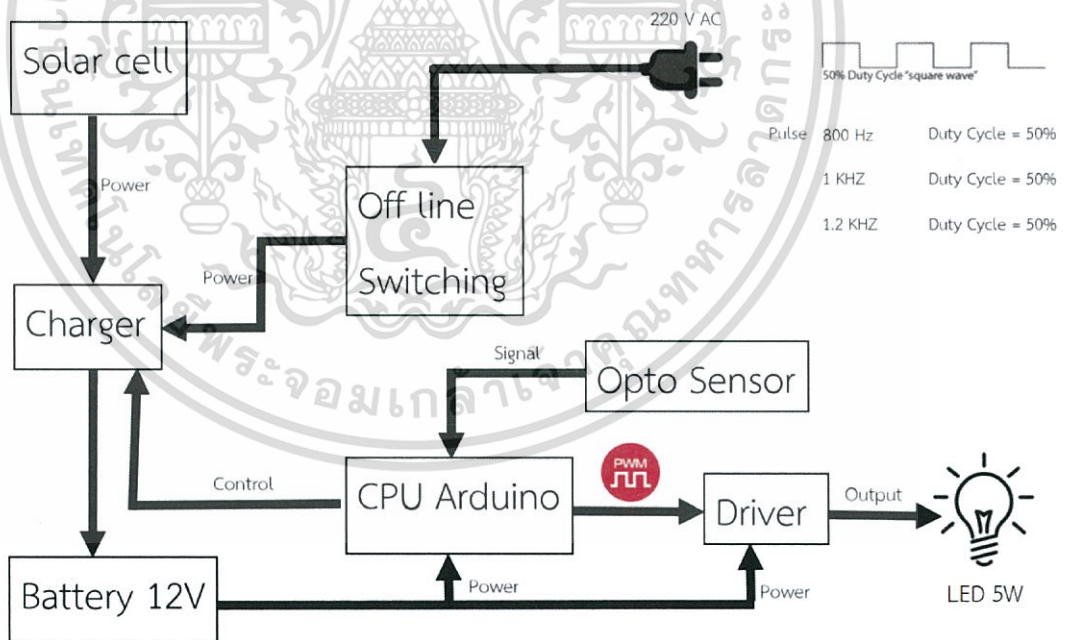 220 V AC
Solar cell
50% Duty Cycle "square wave"
Pulse 800 Hz Duty Cycle = 50%
1 KHZ Duty Cycle = 50%
1.2 KHZ Duty Cycle = 50%
Power
Off line
Switching
Power
Charger
Signal
Opto Sensor
Control
CPU Arduino
PWM
Driver
Output
Battery 12V
Power
Power
LED 5W